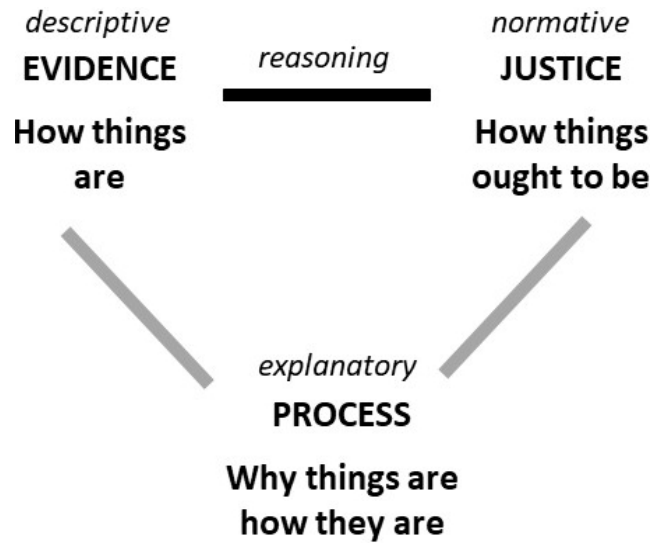 descriptive
EVIDENCE
How things
are
reasoning
normative
JUSTICE
How things
ought to be
explanatory
PROCESS
Why things are
how they are